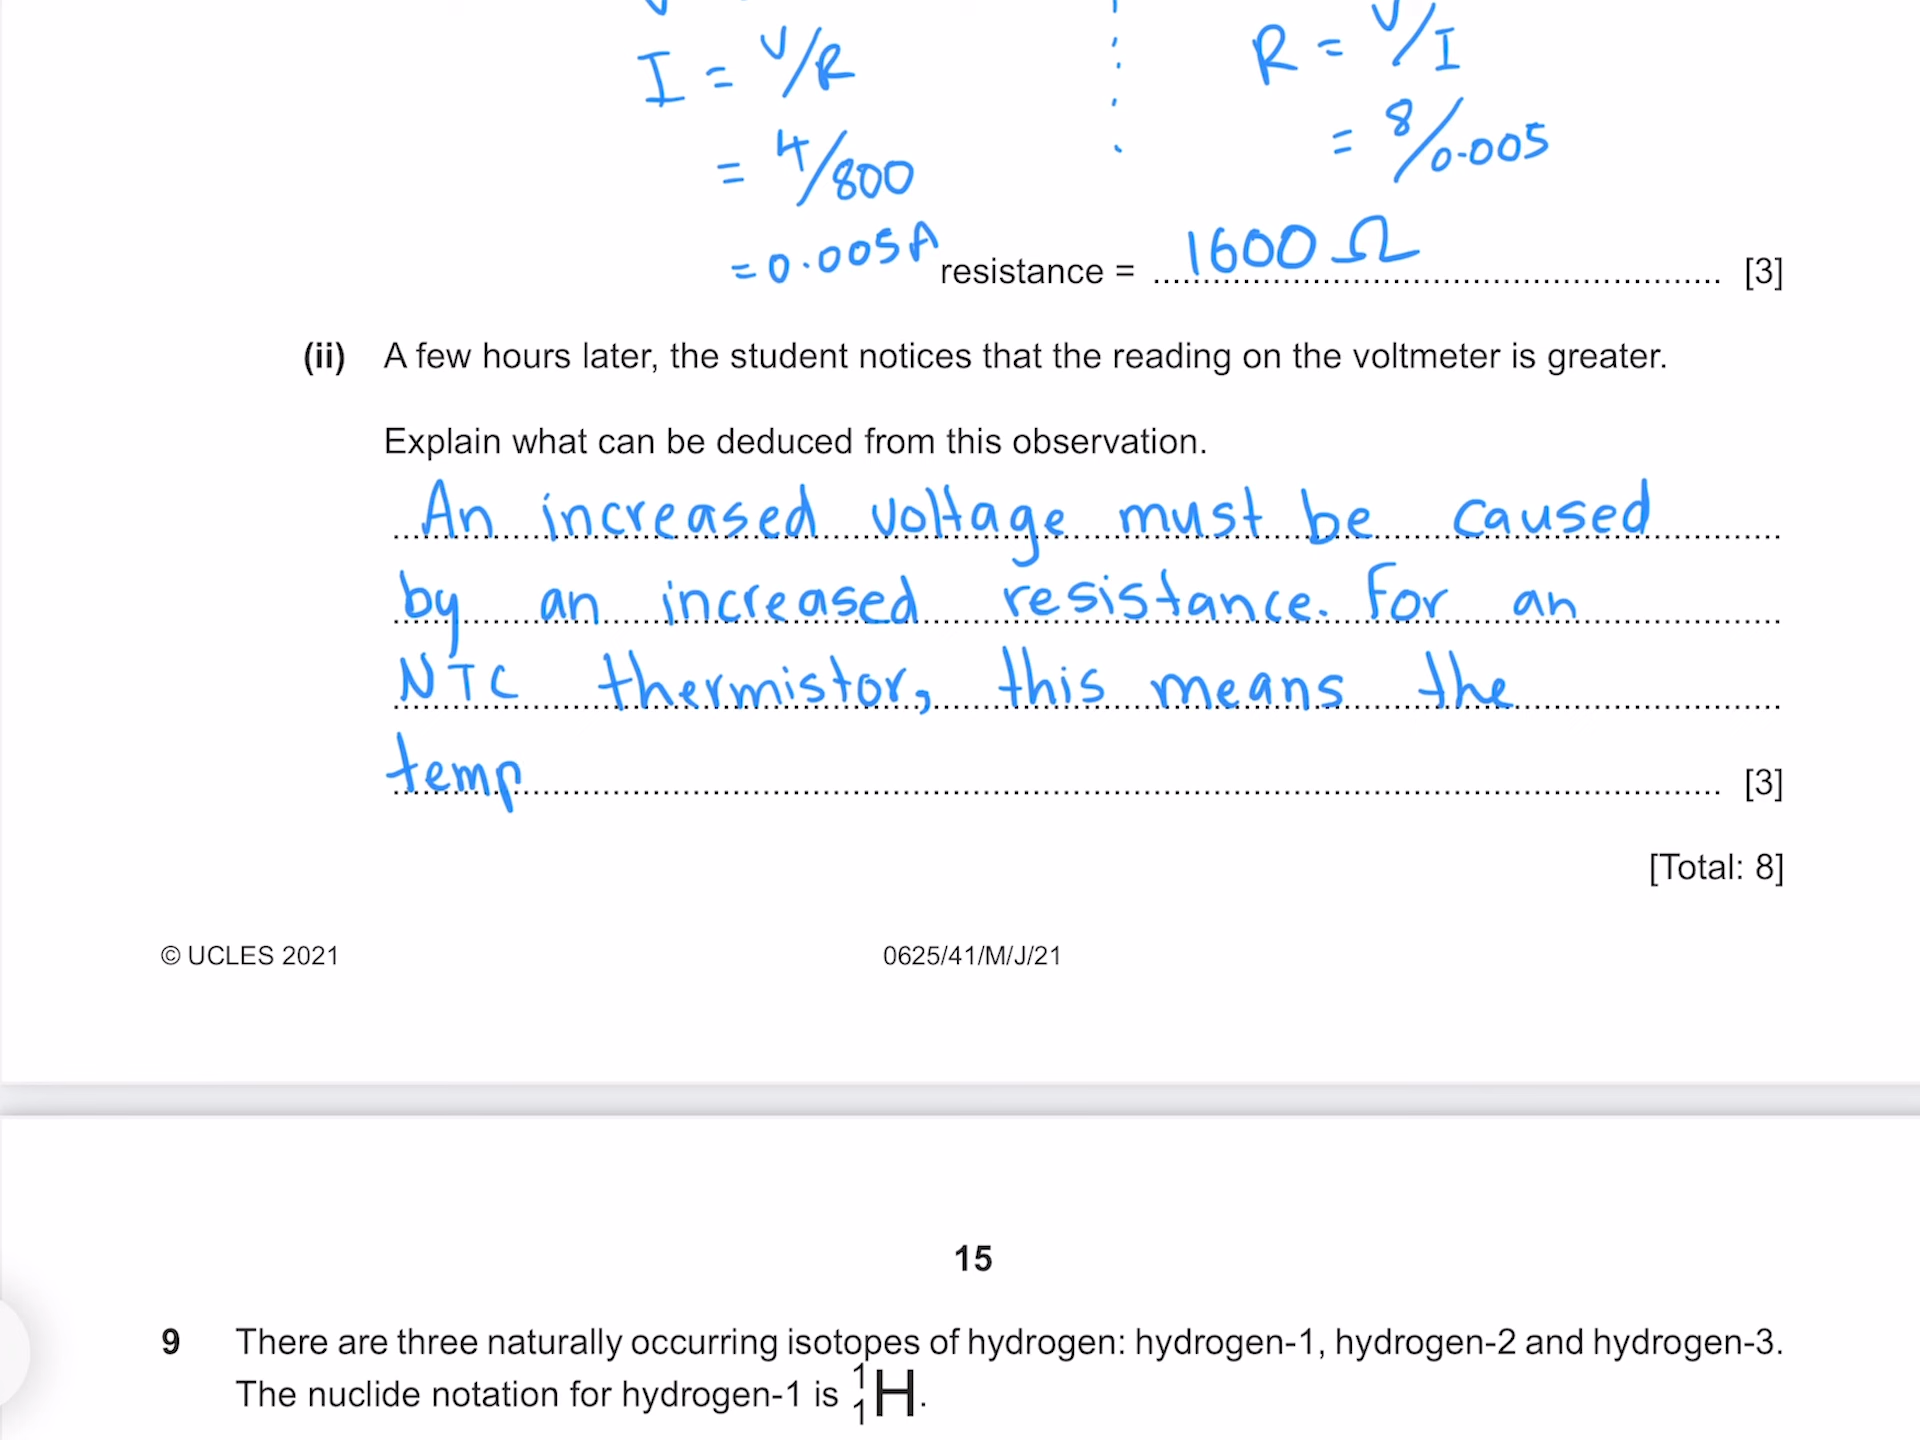 I = V/R
R = V/I
= 4/800
= 8/0.005
= 0.005A
resistance = 1600 Ω [3]
(ii) A few hours later, the student notices that the reading on the voltmeter is greater.
Explain what can be deduced from this observation.
An increased voltage must be caused
by an increased resistance. For an
NTC thermistor, this means the
temp [3]
[Total: 8]
© UCLES 2021 0625/41/M/J/21
15
9 There are three naturally occurring isotopes of hydrogen: hydrogen-1, hydrogen-2 and hydrogen-3.
The nuclide notation for hydrogen-1 is ¹₁H.